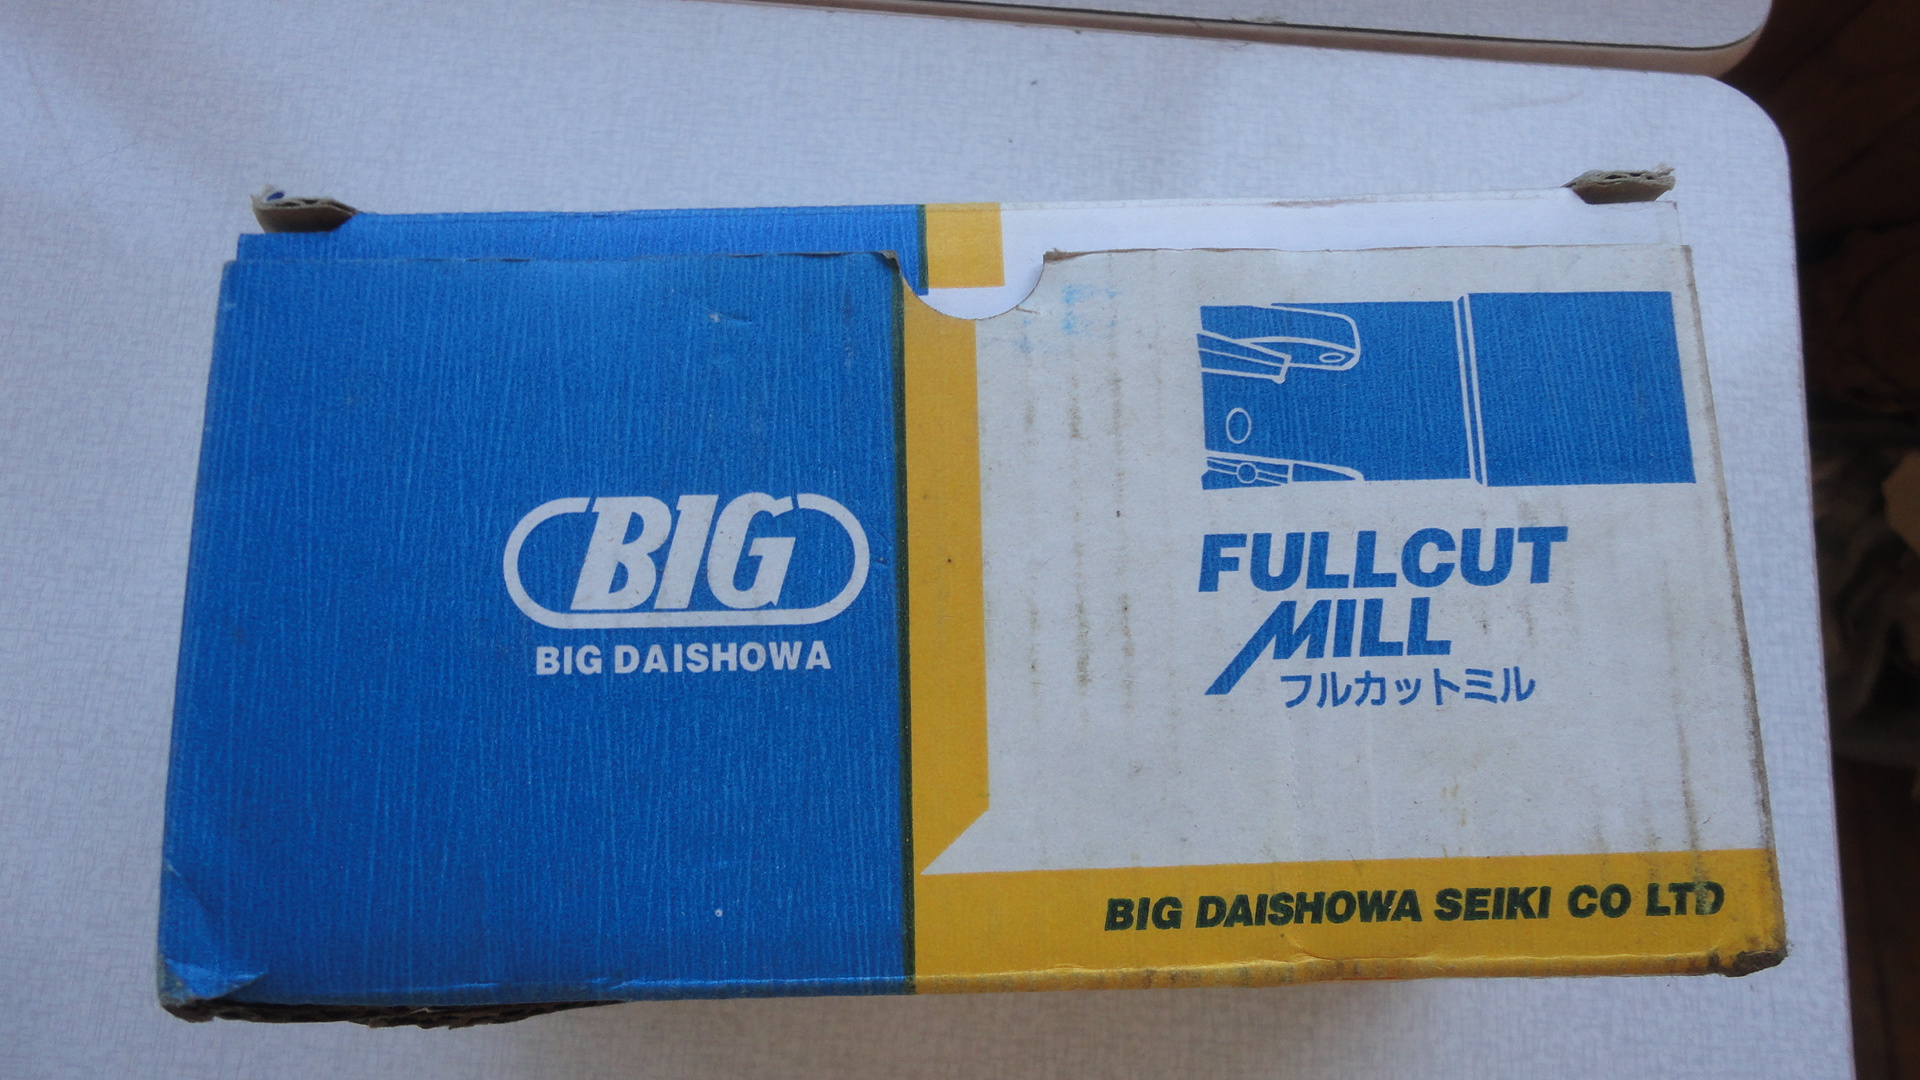 BIG
BIG DAISHOWA
FULLCUT
MILL
フルカットミル
BIG DAISHOWA SEIKI CO LTD